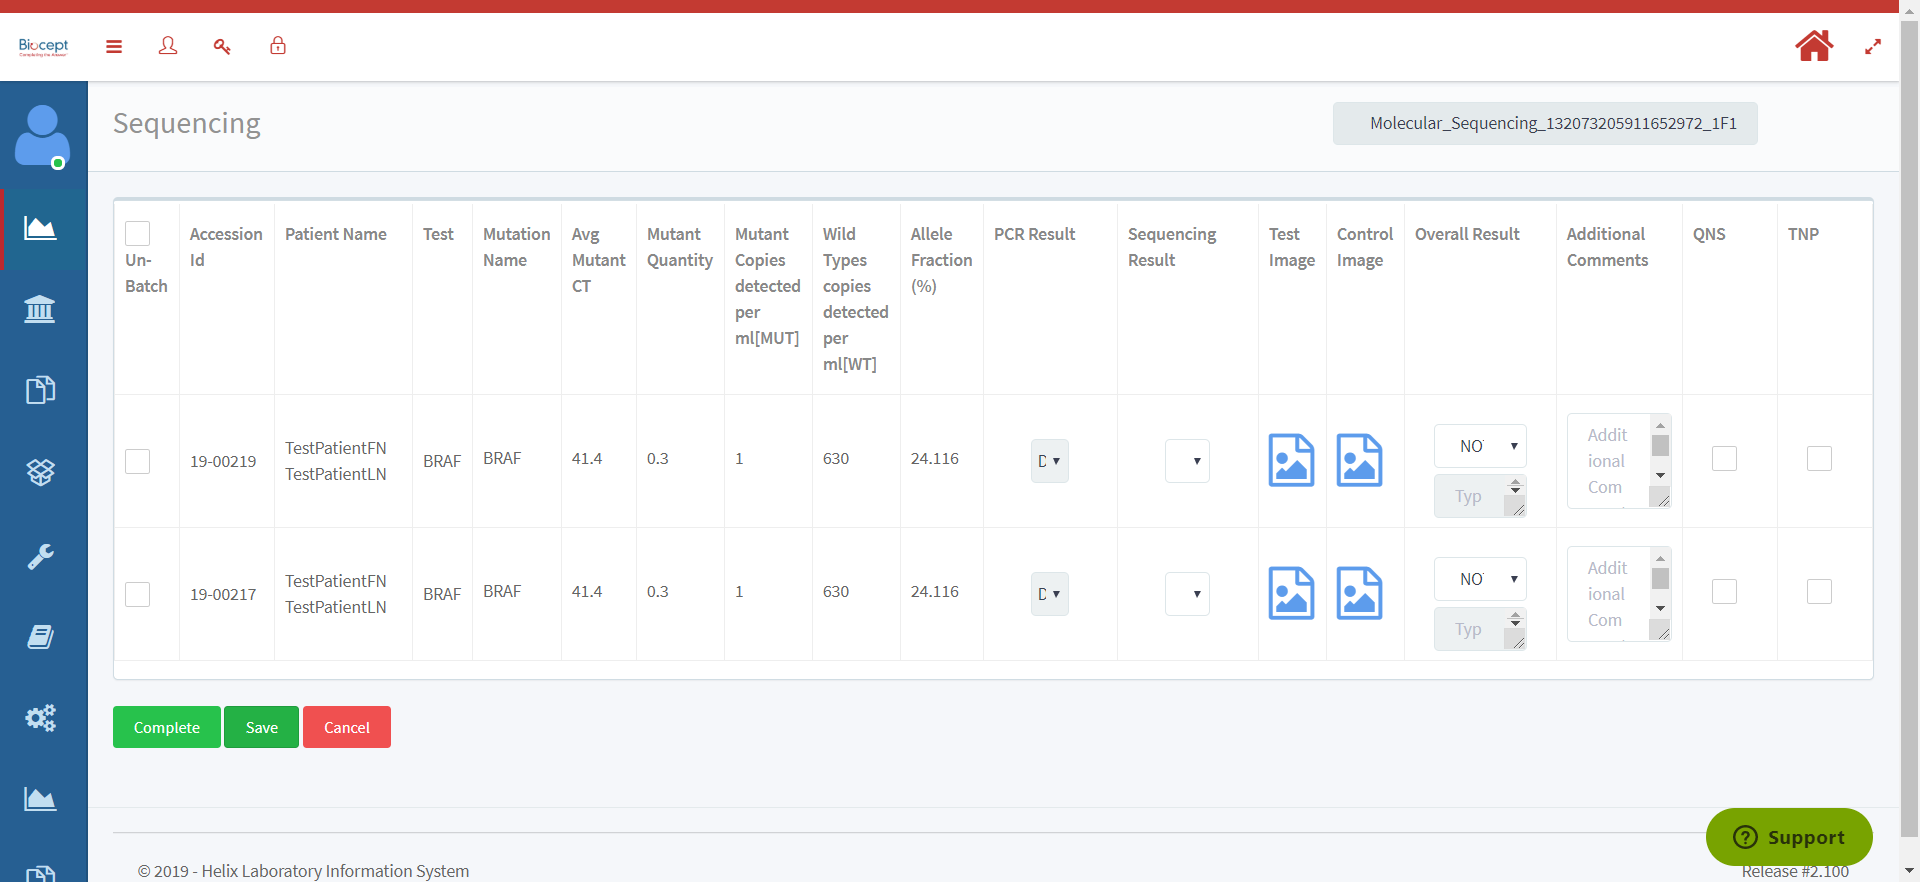 Biocept
Sequencing
Molecular_Sequencing_132073205911652972_1F1
Un-
Batch
Accession
Id
Patient Name
Test
Mutation
Name
Avg
Mutant
CT
Mutant
Quantity
Mutant
Copies
detected
per
ml[MUT]
Wild
Types
copies
detected
per
ml[WT]
Allele
Fraction
(%)
PCR Result
Sequencing
Result
Test
Image
Control
Image
Overall Result
Additional
Comments
QNS
TNP
19-00219
TestPatientFN
TestPatientLN
BRAF
BRAF
41.4
0.3
1
630
24.116
D
NO
Typ
Addit
ional
Com
19-00217
TestPatientFN
TestPatientLN
BRAF
BRAF
41.4
0.3
1
630
24.116
D
NO
Typ
Addit
ional
Com
Complete
Save
Cancel
Support
© 2019 - Helix Laboratory Information System
Release #2.100